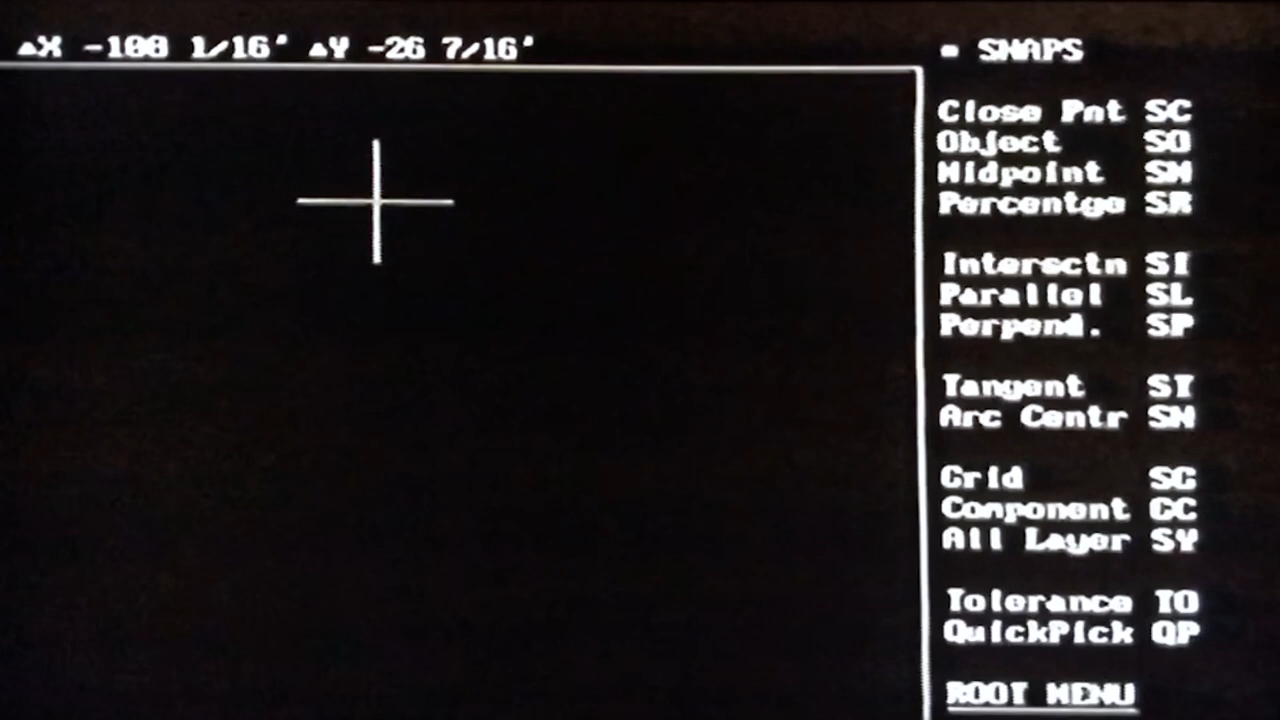 ▵X -100 1/16" ▵Y -26 7/16"
▪ SNAPS
Close Pnt SC
Object SO
Midpoint SM
Percentge SR
Intersctn SI
Parallel SL
Perpend. SP
Tangent ST
Arc Centr SN
Grid SG
Component GC
All Layer SY
Tolerance TO
QuickPick QP
ROOT MENU